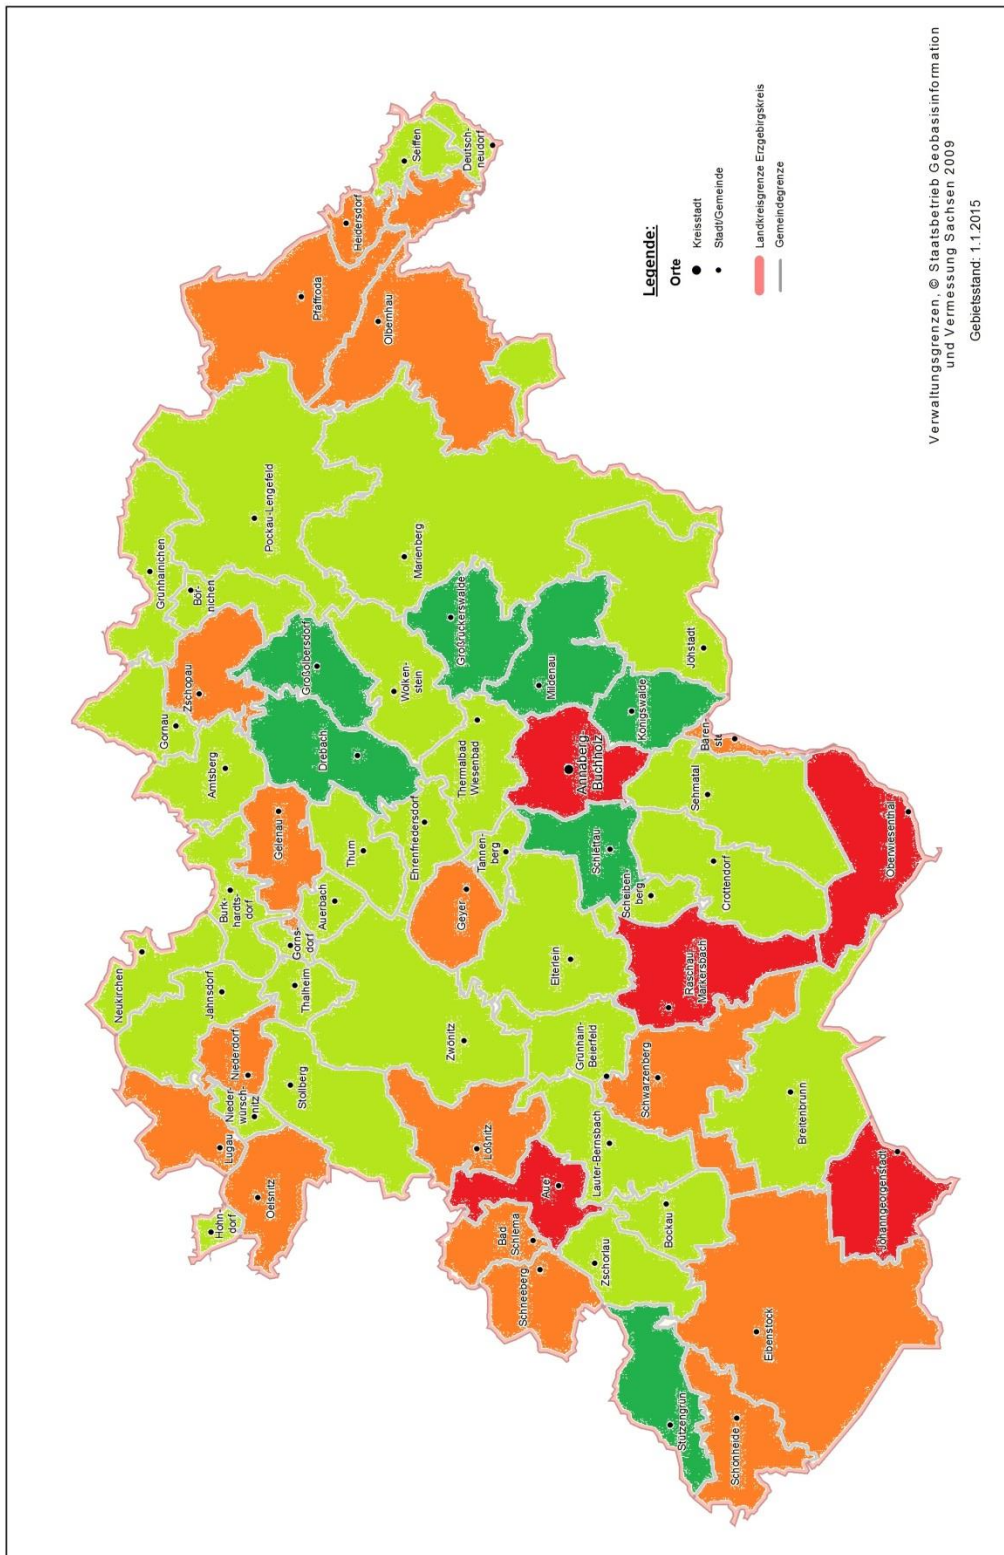 Neukirchen
Jahnsdorf
Burk-
hardts-
dorf
Amtsberg
Gornau
Zschopau
Grünhainichen
Bör-
nichen
Pockau-Lengefeld
Pfaffroda
Heidersdorf
Seiffen
Deutsch-
neudorf
Olbernhau
Marienberg
Großrückerswalde
Großolbersdorf
Drebach
Wolken-
stein
Gelenau
Thum
Auerbach
Gorns-
dorf
Thalheim
Niederdorf
Nieder-
würsch-
nitz
Lugau
Oelsnitz
Hohn-
dorf
Stollberg
Zwönitz
Geyer
Ehrenfriedersdorf
Tannen-
berg
Thermalbad
Wiesenbad
Mildenau
Königswalde
Jöhstadt
Annaberg-
Buchholz
Bären-
stein
Sehmatal
Schlettau
Scheiben-
berg
Crottendorf
Oberwiesenthal
Elterlein
Raschau
Markersbach
Grünhain-
Beierfeld
Schwarzenberg
Lößnitz
Aue
Bad
Schlema
Schneeberg
Lauter-Bernsbach
Zschorlau
Bockau
Breitenbrunn
Johanngeorgenstadt
Eibenstock
Stützengrün
Schönheide
Legende:
Orte
Kreisstadt
Stadt/Gemeinde
Landkreisgrenze Erzgebirgskreis
Gemeindegrenze
Verwaltungsgrenzen, © Staatsbetrieb Geobasisinformation
und Vermessung Sachsen 2009
Gebietsstand: 1.1.2015